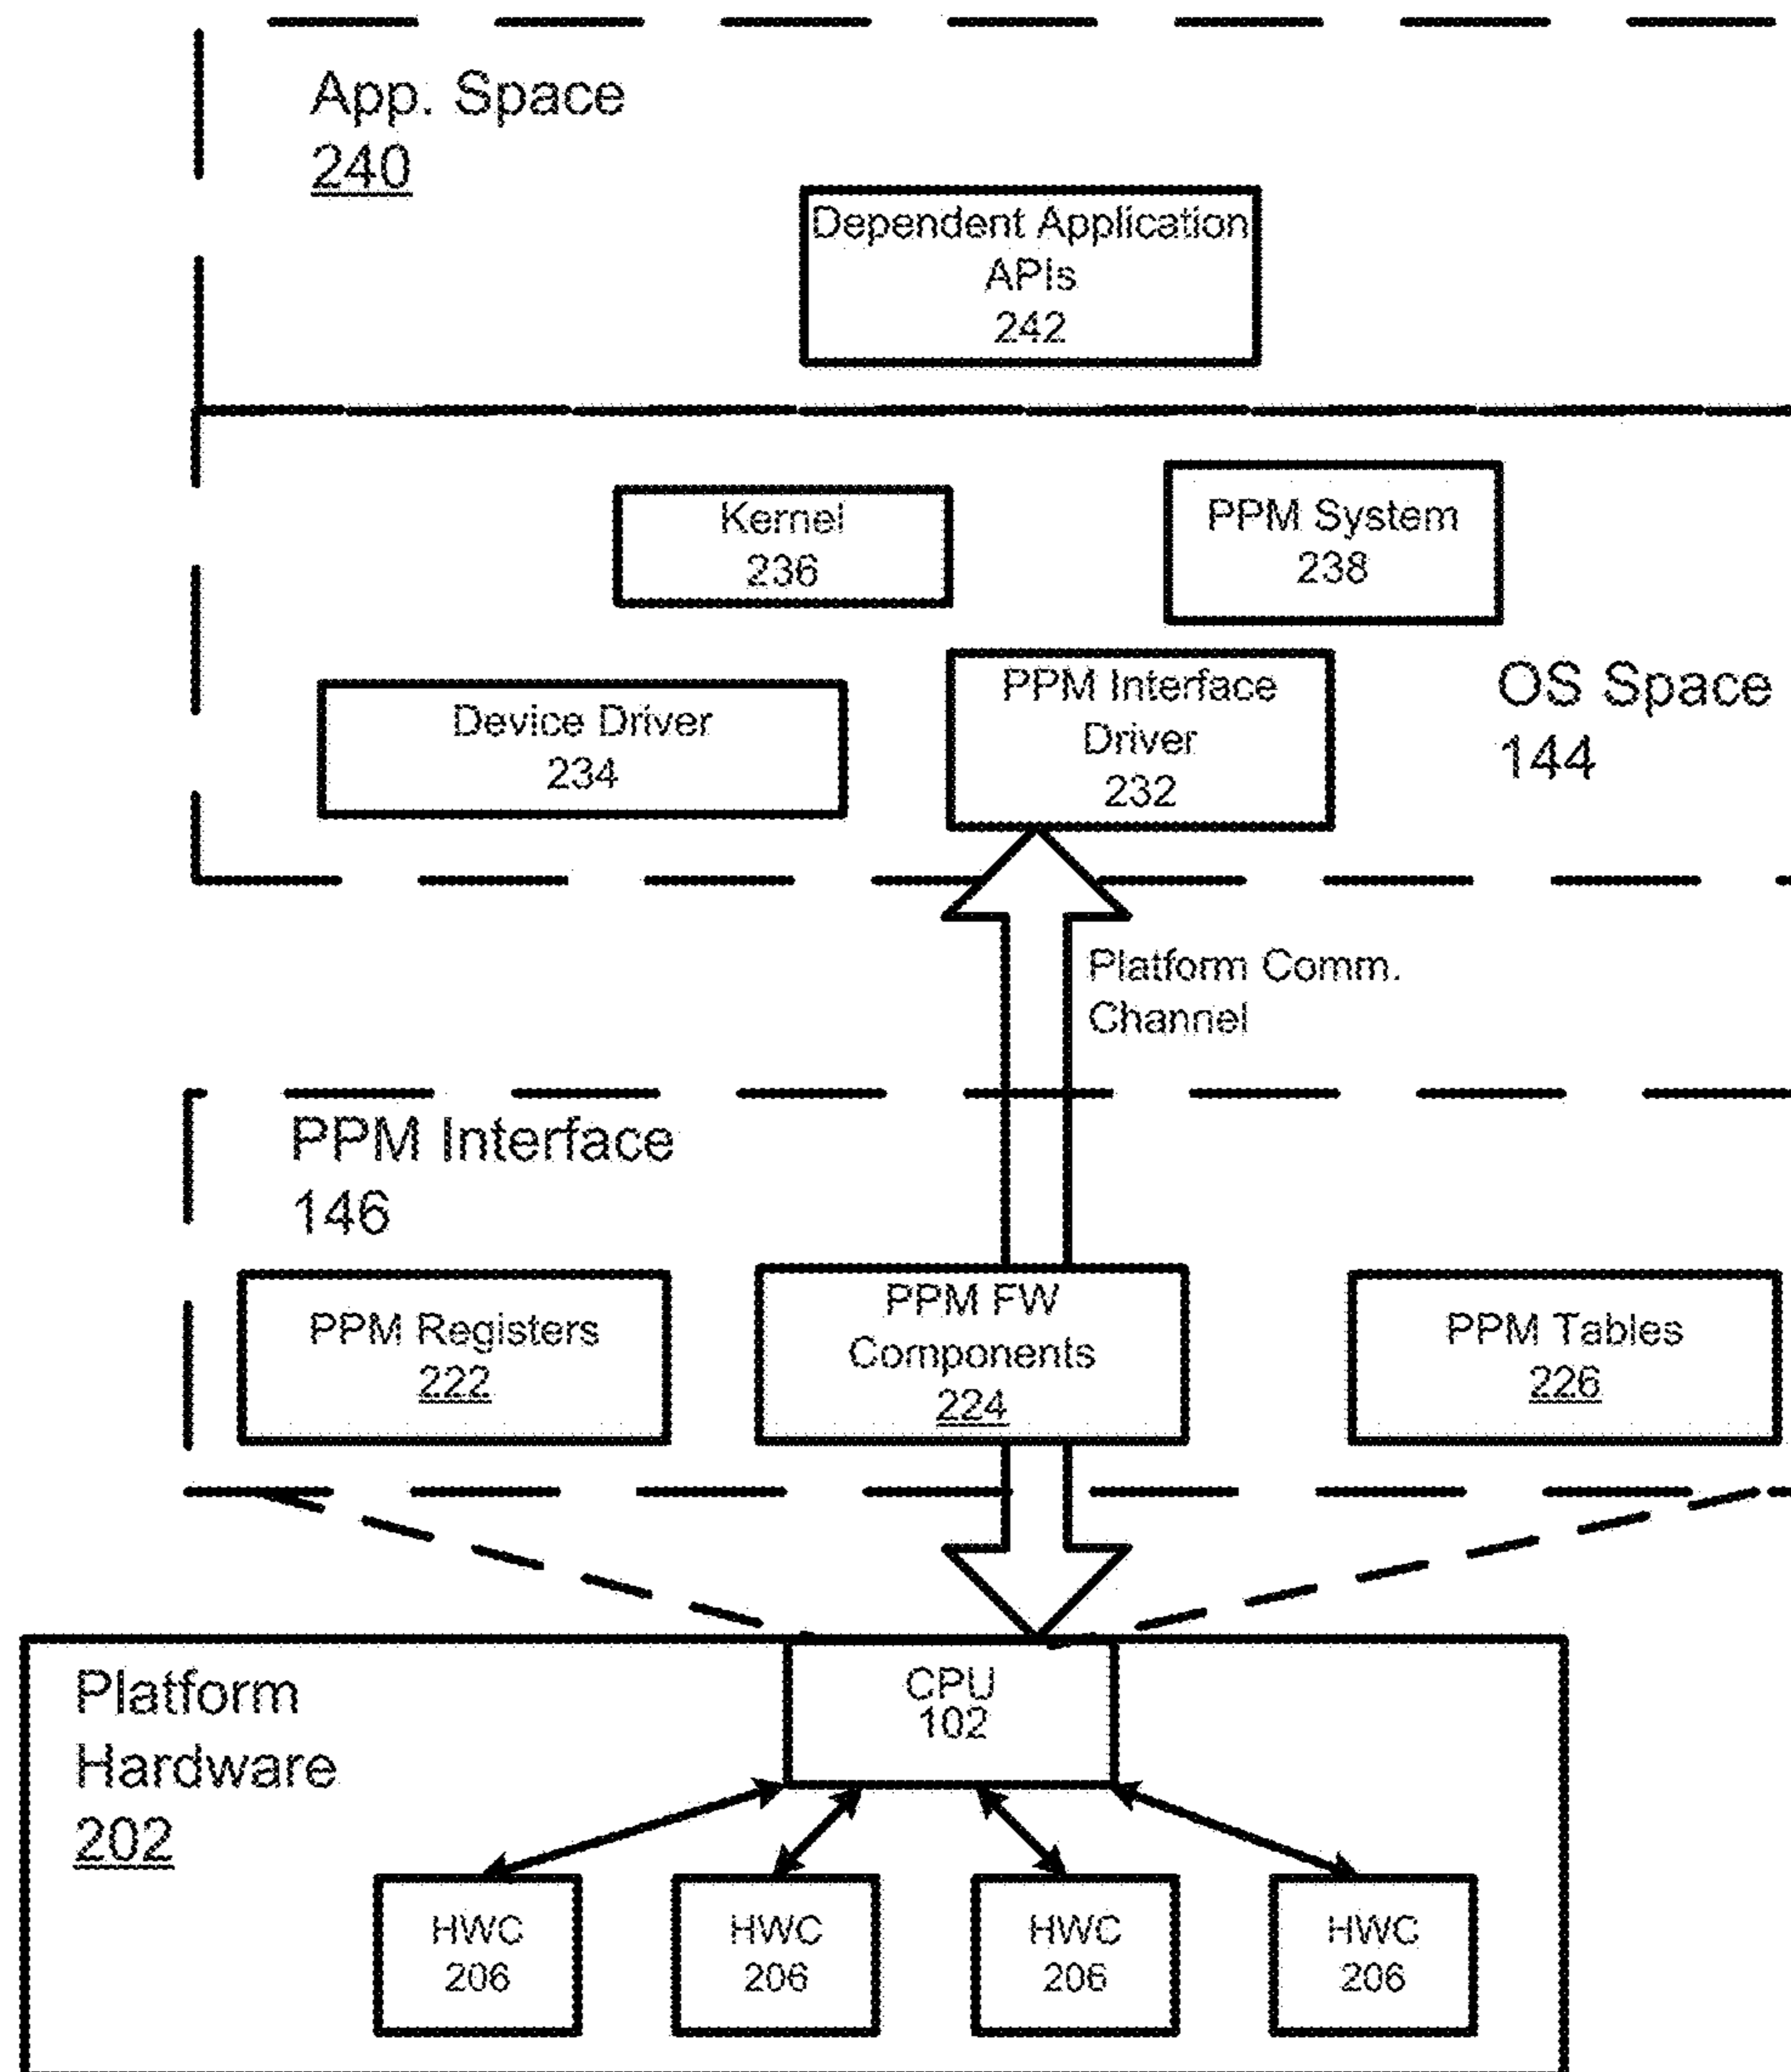 App. Space
240
Dependent Application
APIs
242
Kernel
236
PPM System
238
Device Driver
234
PPM Interface
Driver
232
OS Space
144
Platform Comm.
Channel
PPM Interface
146
PPM Registers
222
PPM FW
Components
224
PPM Tables
226
Platform
Hardware
202
CPU
102
HWC
206
HWC
206
HWC
206
HWC
206